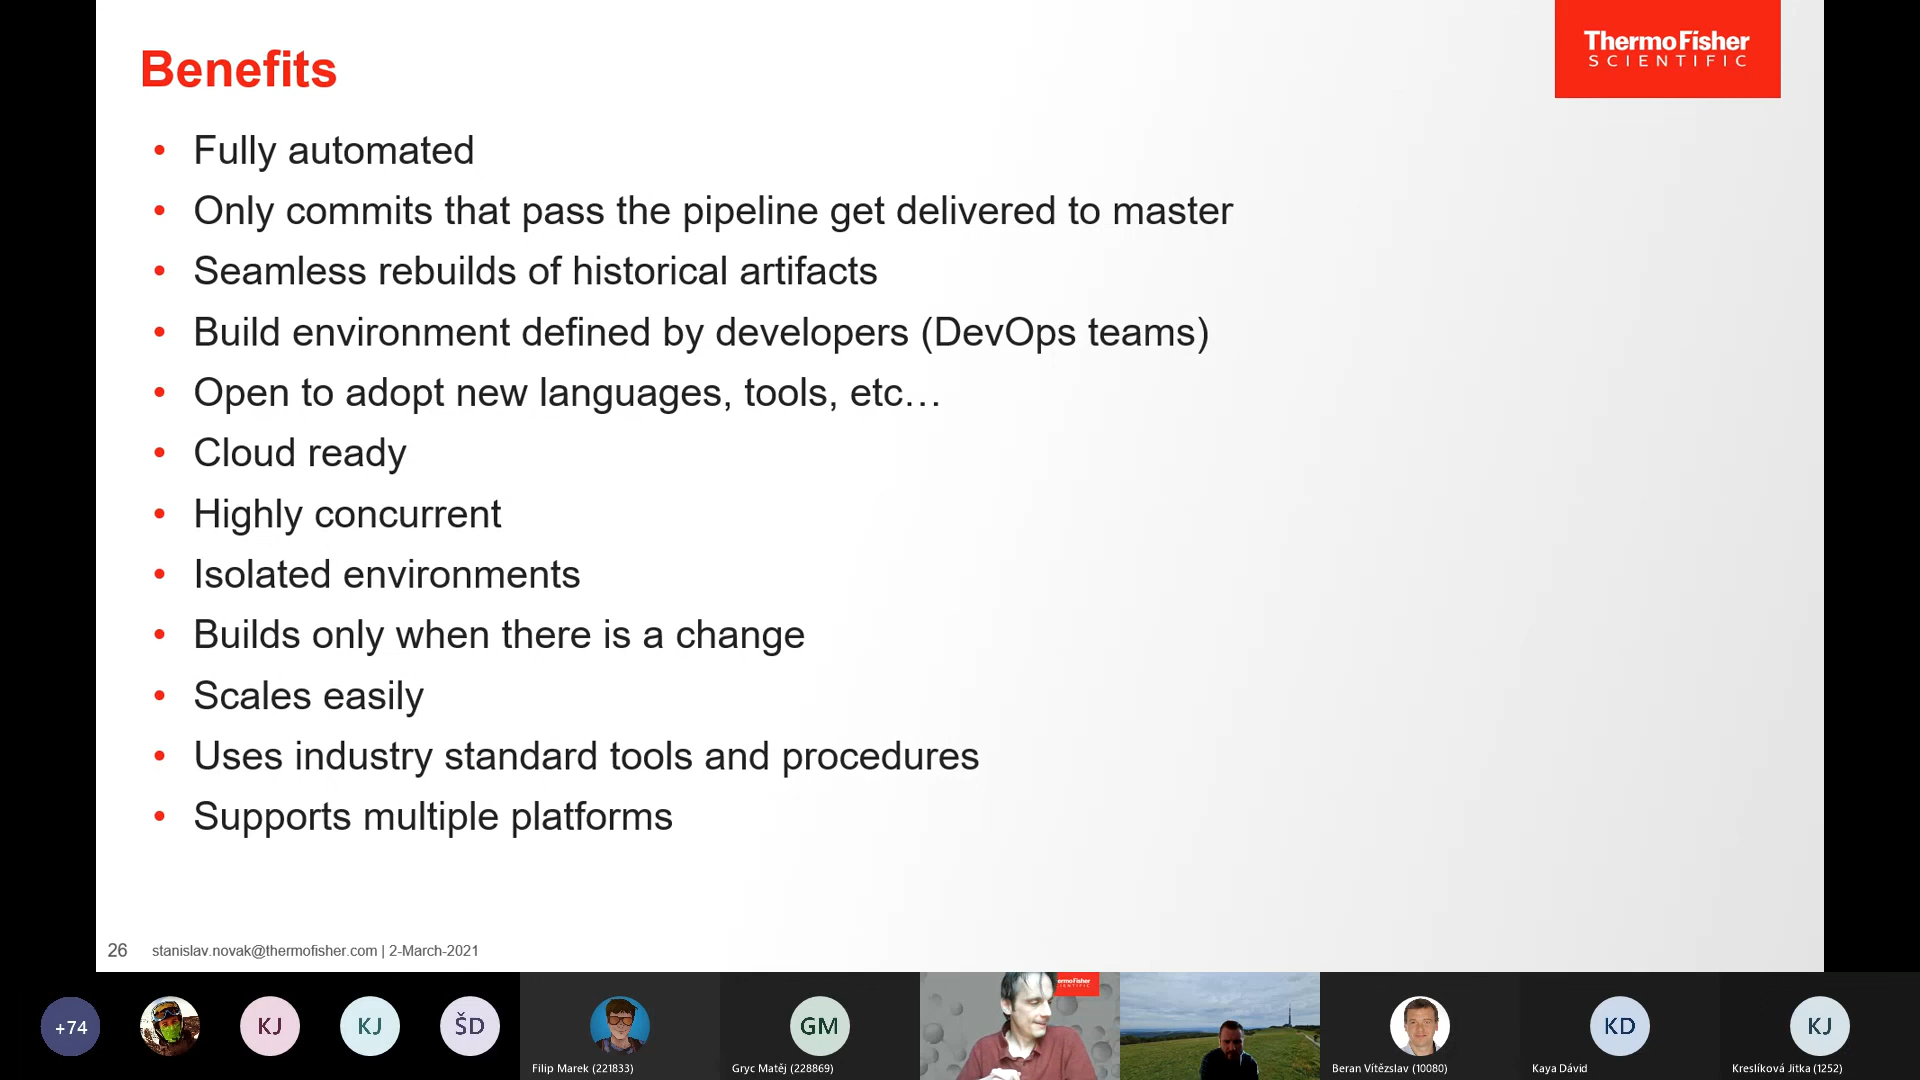 Benefits
ThermoFisher
SCIENTIFIC
• Fully automated
• Only commits that pass the pipeline get delivered to master
• Seamless rebuilds of historical artifacts
• Build environment defined by developers (DevOps teams)
• Open to adopt new languages, tools, etc…
• Cloud ready
• Highly concurrent
• Isolated environments
• Builds only when there is a change
• Scales easily
• Uses industry standard tools and procedures
• Supports multiple platforms
26 stanislav.novak@thermofisher.com | 2-March-2021
+74
KJ
KJ
ŠD
Filip Marek (221833)
GM
Gryc Matěj (228869)
Beran Vítězslav (10080)
KD
Kaya Dávid
KJ
Kreslíková Jitka (1252)